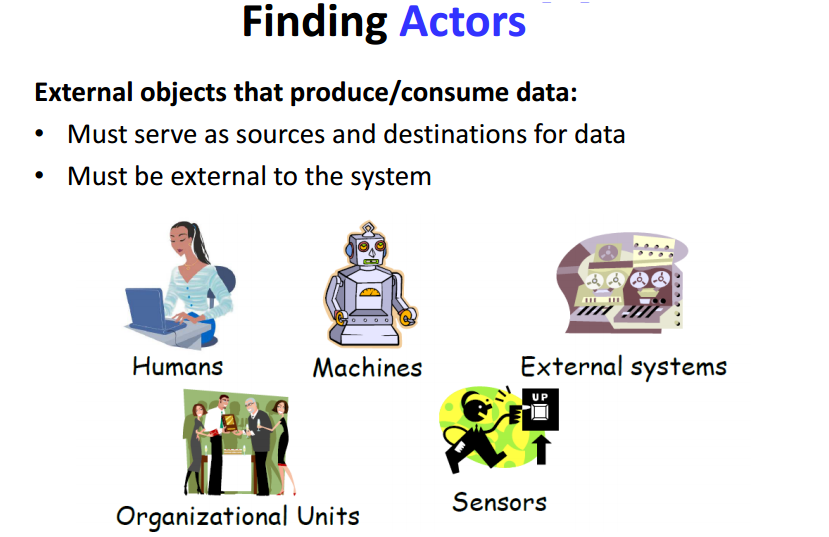 Finding Actors
External objects that produce/consume data:
• Must serve as sources and destinations for data
• Must be external to the system
Humans
Machines
External systems
UP
Organizational Units
Sensors